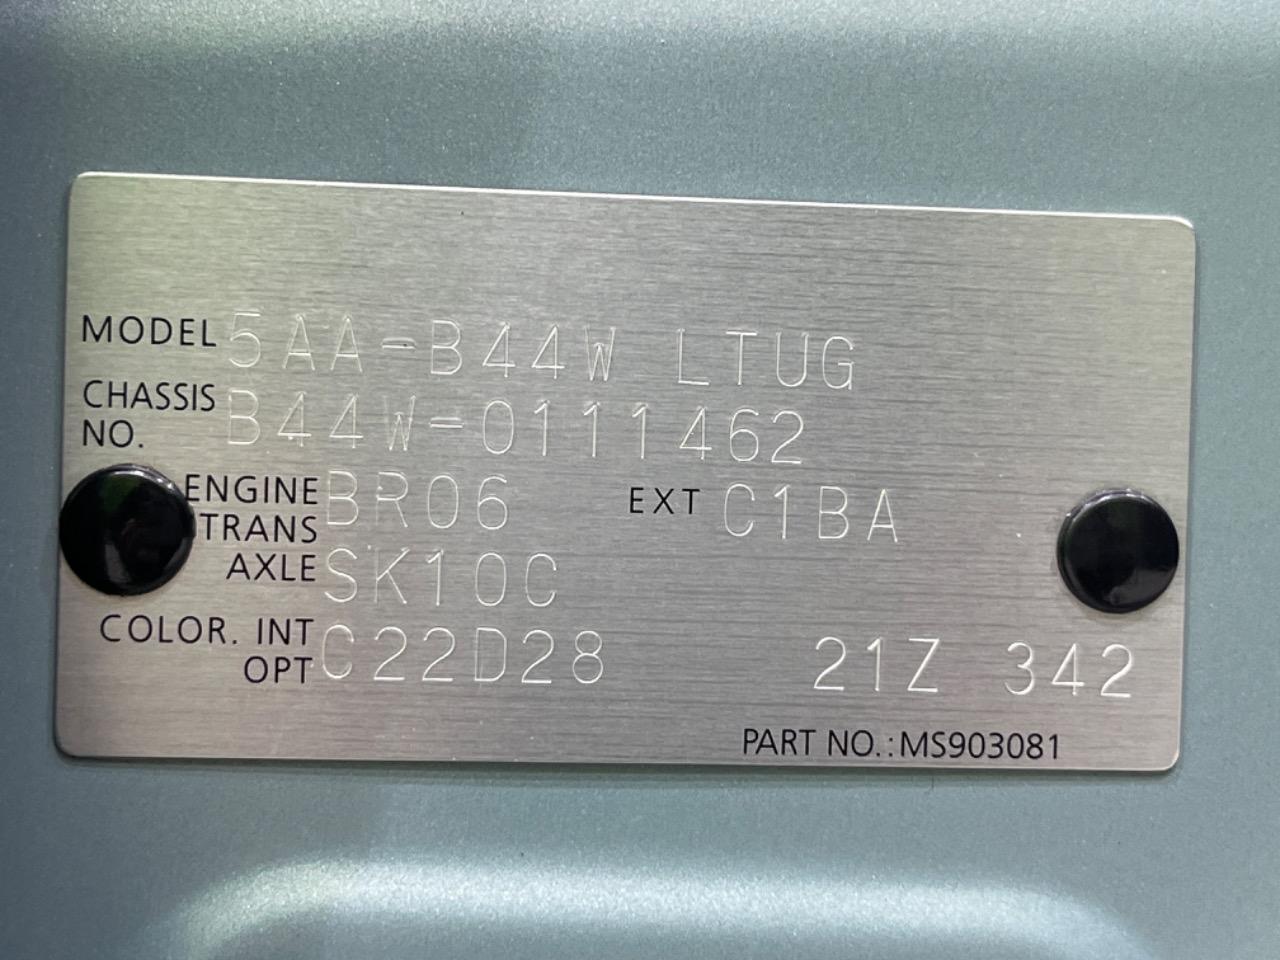 MODEL 5AA-B44W LTUG
CHASSIS NO. B44W-0111462
ENGINE BR06 EXT C1BA
TRANS AXLE SK10C
COLOR. INT OPT C22D28 21Z 342
PART NO.:MS903081